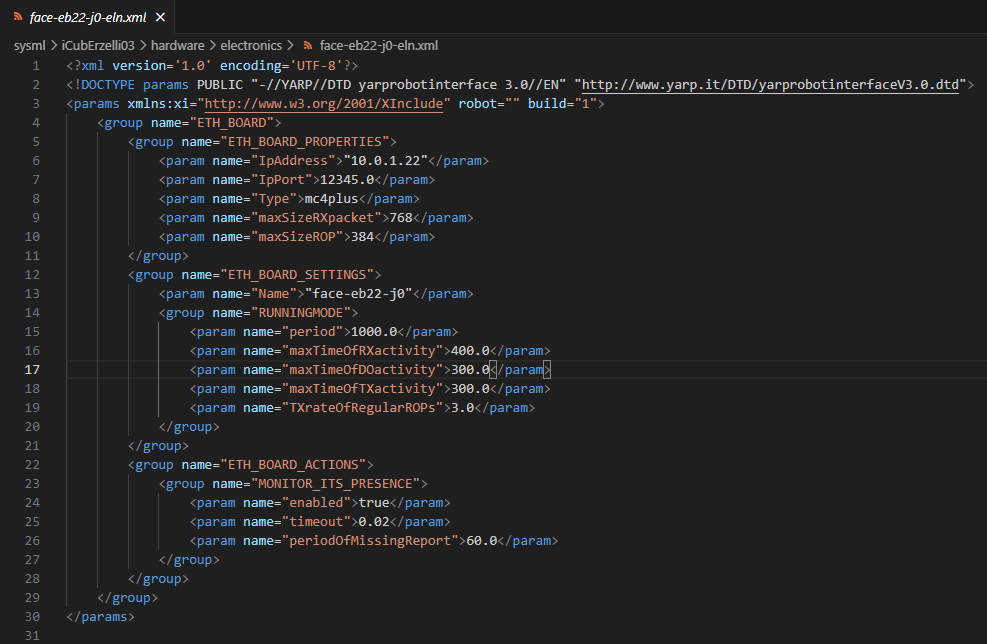 face-eb22-j0-eln.xml
sysml > iCubErzelli03 > hardware > electronics > face-eb22-j0-eln.xml
1 <?xml version='1.0' encoding='UTF-8'?>
2 <!DOCTYPE params PUBLIC "-//YARP//DTD yarprobotinterface 3.0//EN" "http://www.yarp.it/DTD/yarprobotinterfaceV3.0.dtd">
3 <params xmlns:xi="http://www.w3.org/2001/XInclude" robot="" build="1">
4 <group name="ETH_BOARD">
5 <group name="ETH_BOARD_PROPERTIES">
6 <param name="IpAddress">"10.0.1.22"</param>
7 <param name="IpPort">12345.0</param>
8 <param name="Type">mc4plus</param>
9 <param name="maxSizeRXpacket">768</param>
10 <param name="maxSizeROP">384</param>
11 </group>
12 <group name="ETH_BOARD_SETTINGS">
13 <param name="Name">"face-eb22-j0"</param>
14 <group name="RUNNINGMODE">
15 <param name="period">1000.0</param>
16 <param name="maxTimeOfRXactivity">400.0</param>
17 <param name="maxTimeOfDOactivity">300.0</param>
18 <param name="maxTimeOfTXactivity">300.0</param>
19 <param name="TXrateOfRegularROPs">3.0</param>
20 </group>
21 </group>
22 <group name="ETH_BOARD_ACTIONS">
23 <group name="MONITOR_ITS_PRESENCE">
24 <param name="enabled">true</param>
25 <param name="timeout">0.02</param>
26 <param name="periodOfMissingReport">60.0</param>
27 </group>
28 </group>
29 </group>
30 </params>
31